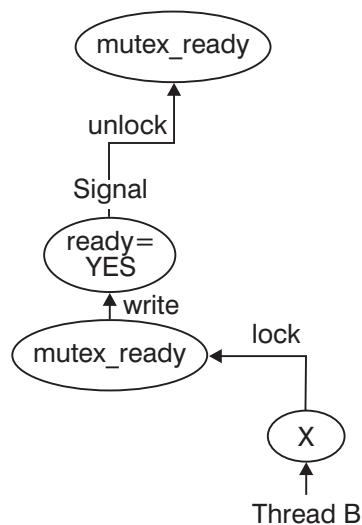 mutex_ready
unlock
Signal
ready=
YES
write
mutex_ready
lock
X
Thread B